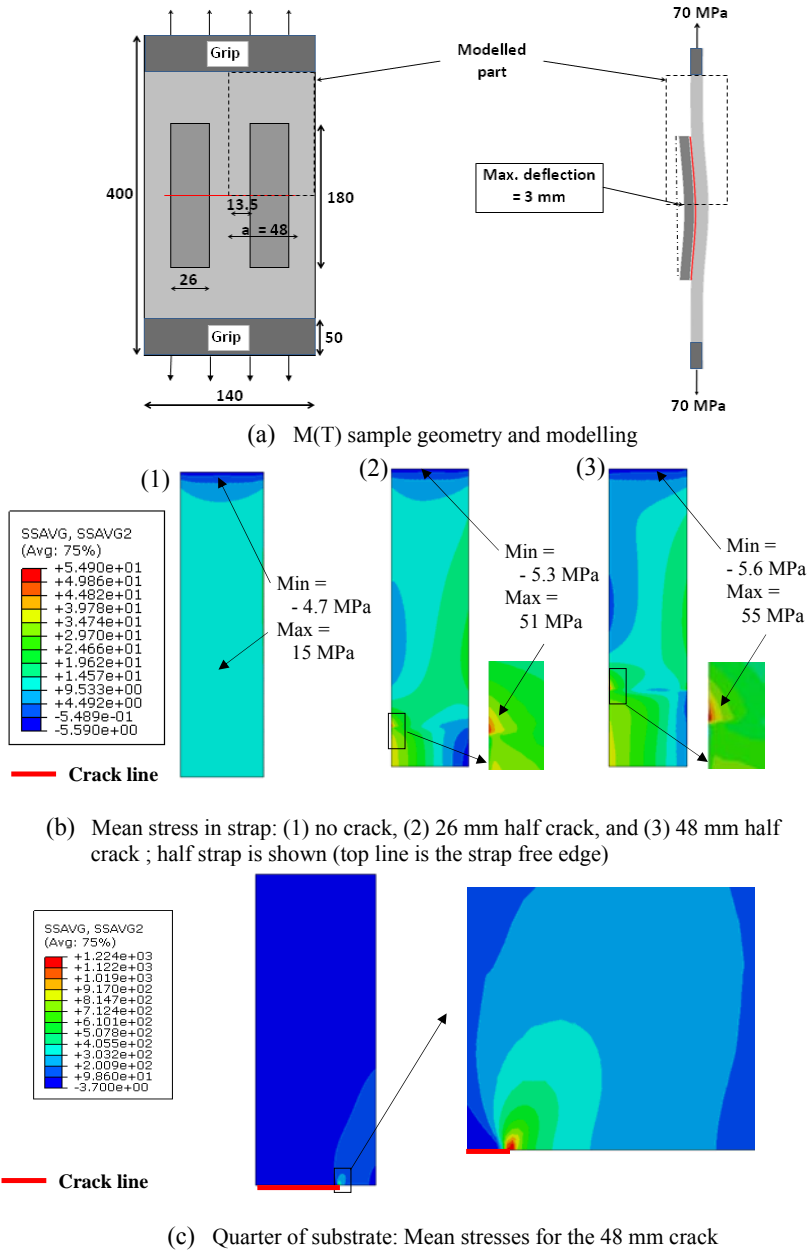 Grip
Modelled
part
70 MPa
400
180
13.5
a = 48
26
Max. deflection
= 3 mm
Grip
50
140
70 MPa
(a) M(T) sample geometry and modelling
(1)
(2)
(3)
SSAVG, SSAVG2
(Avg: 75%)
+5.490e+01
+4.986e+01
+4.482e+01
+3.978e+01
+3.474e+01
+2.970e+01
+2.466e+01
+1.962e+01
+1.457e+01
+9.533e+00
+4.492e+00
-5.489e-01
-5.590e+00
Crack line
Min =
- 4.7 MPa
Max =
15 MPa
Min =
- 5.3 MPa
Max =
51 MPa
Min =
- 5.6 MPa
Max =
55 MPa
(b) Mean stress in strap: (1) no crack, (2) 26 mm half crack, and (3) 48 mm half
crack ; half strap is shown (top line is the strap free edge)
SSAVG, SSAVG2
(Avg: 75%)
+1.224e+03
+1.122e+03
+1.019e+03
+9.170e+02
+8.147e+02
+7.124e+02
+6.101e+02
+5.078e+02
+4.055e+02
+3.032e+02
+2.009e+02
+9.860e+01
-3.700e+00
Crack line
(c) Quarter of substrate: Mean stresses for the 48 mm crack